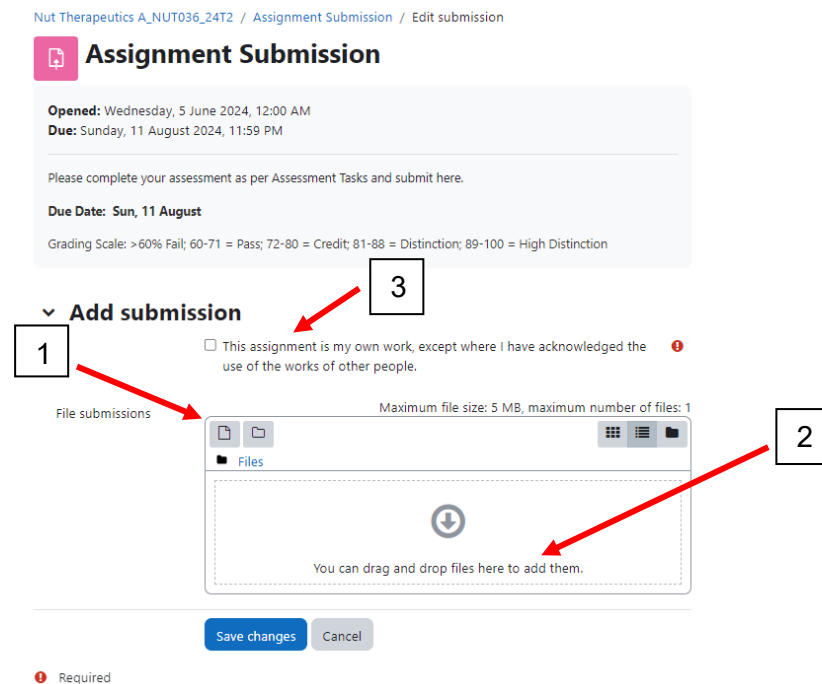 Nut Therapeutics A_NUT036_24T2 / Assignment Submission / Edit submission
Assignment Submission
Opened: Wednesday, 5 June 2024, 12:00 AM
Due: Sunday, 11 August 2024, 11:59 PM
Please complete your assessment as per Assessment Tasks and submit here.
Due Date: Sun, 11 August
Grading Scale: >60% Fail; 60-71 = Pass; 72-80 = Credit; 81-88 = Distinction; 89-100 = High Distinction
3
Add submission
1
This assignment is my own work, except where I have acknowledged the
use of the works of other people.
File submissions
Maximum file size: 5 MB, maximum number of files: 1
2
Files
You can drag and drop files here to add them.
Save changes
Cancel
Required